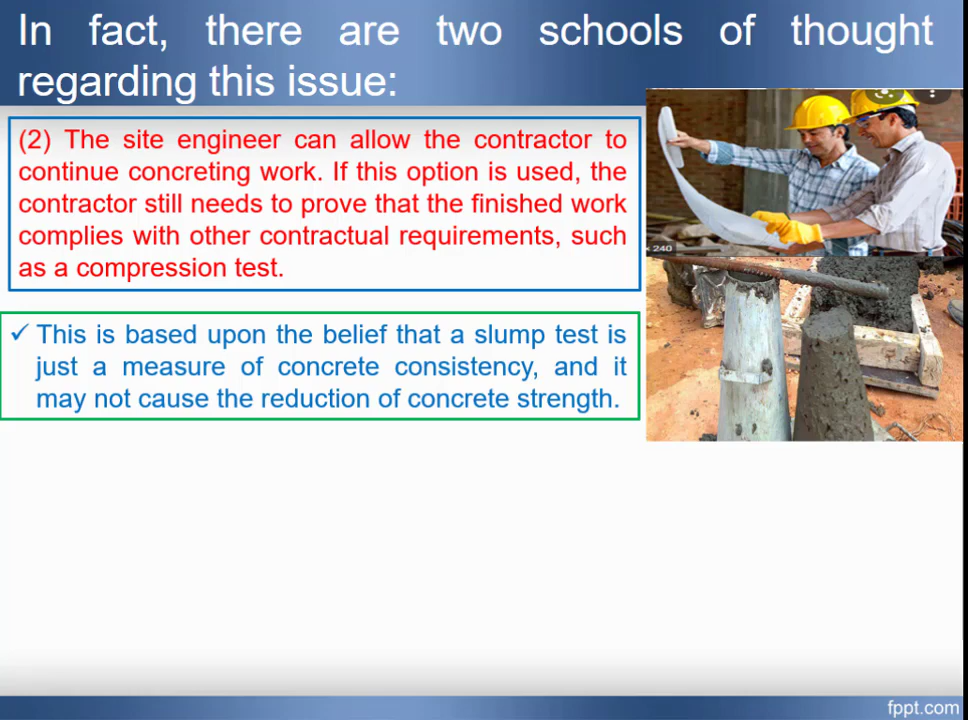 In fact, there are two schools of thought
regarding this issue:
(2) The site engineer can allow the contractor to
continue concreting work. If this option is used, the
contractor still needs to prove that the finished work
complies with other contractual requirements, such
as a compression test.
× 240
✓ This is based upon the belief that a slump test is
just a measure of concrete consistency, and it
may not cause the reduction of concrete strength.
fppt.com